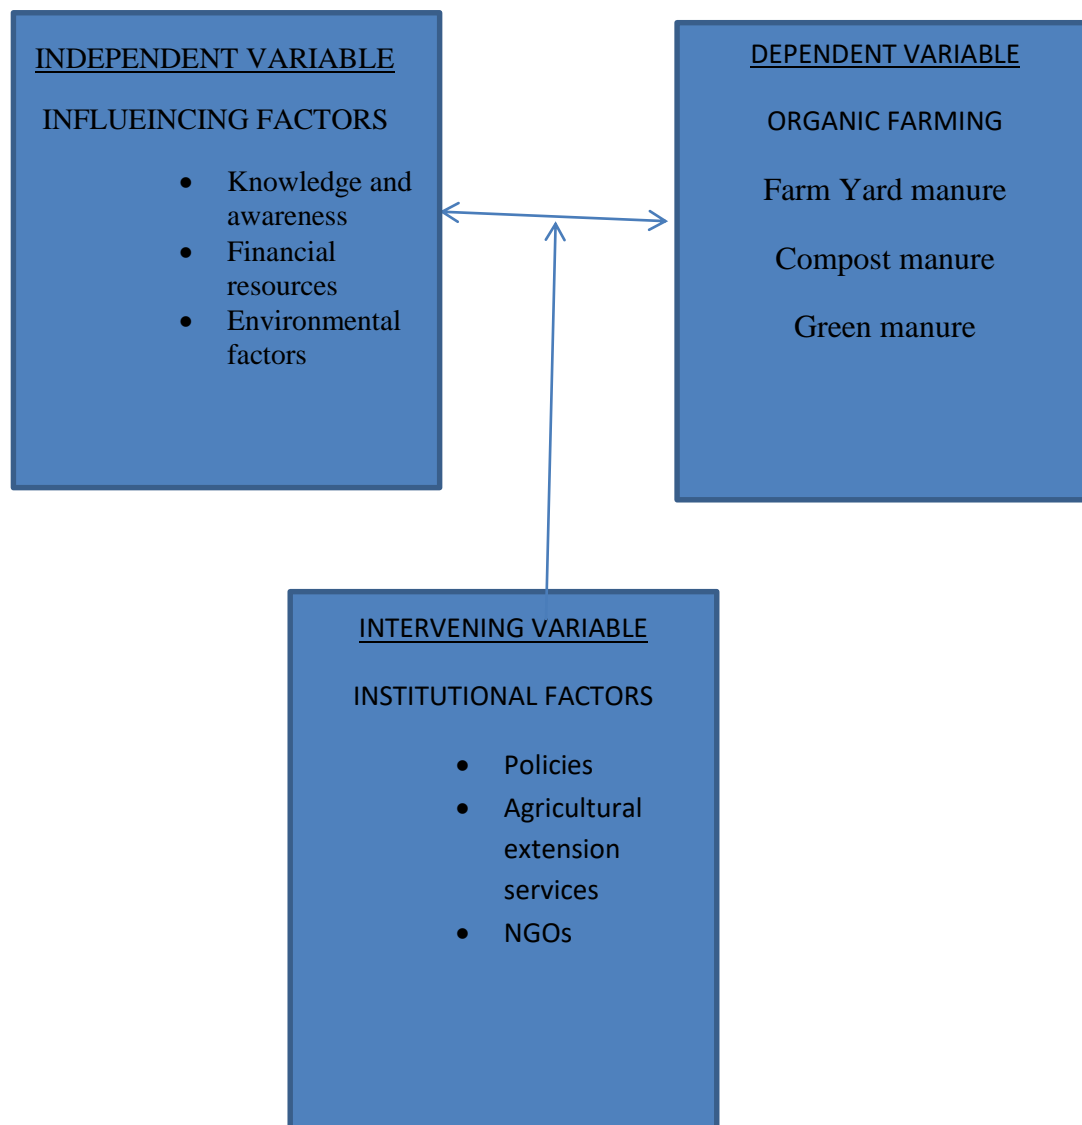 INDEPENDENT VARIABLE
INFLUEINCING FACTORS
• Knowledge and
awareness
• Financial
resources
• Environmental
factors
DEPENDENT VARIABLE
ORGANIC FARMING
Farm Yard manure
Compost manure
Green manure
INTERVENING VARIABLE
INSTITUTIONAL FACTORS
• Policies
• Agricultural
extension
services
• NGOs